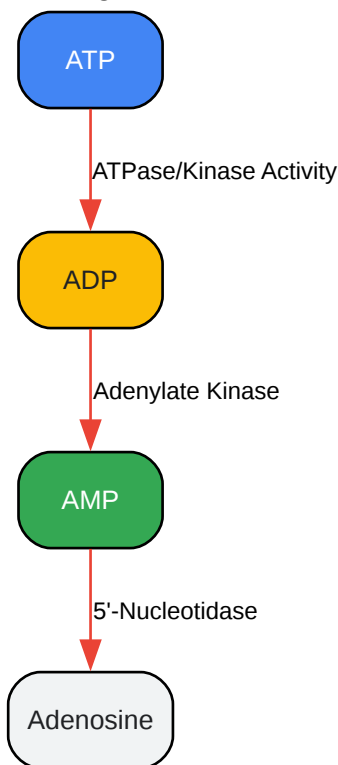 ATP
ATPase/Kinase Activity
ADP
Adenylate Kinase
AMP
5'-Nucleotidase
Adenosine